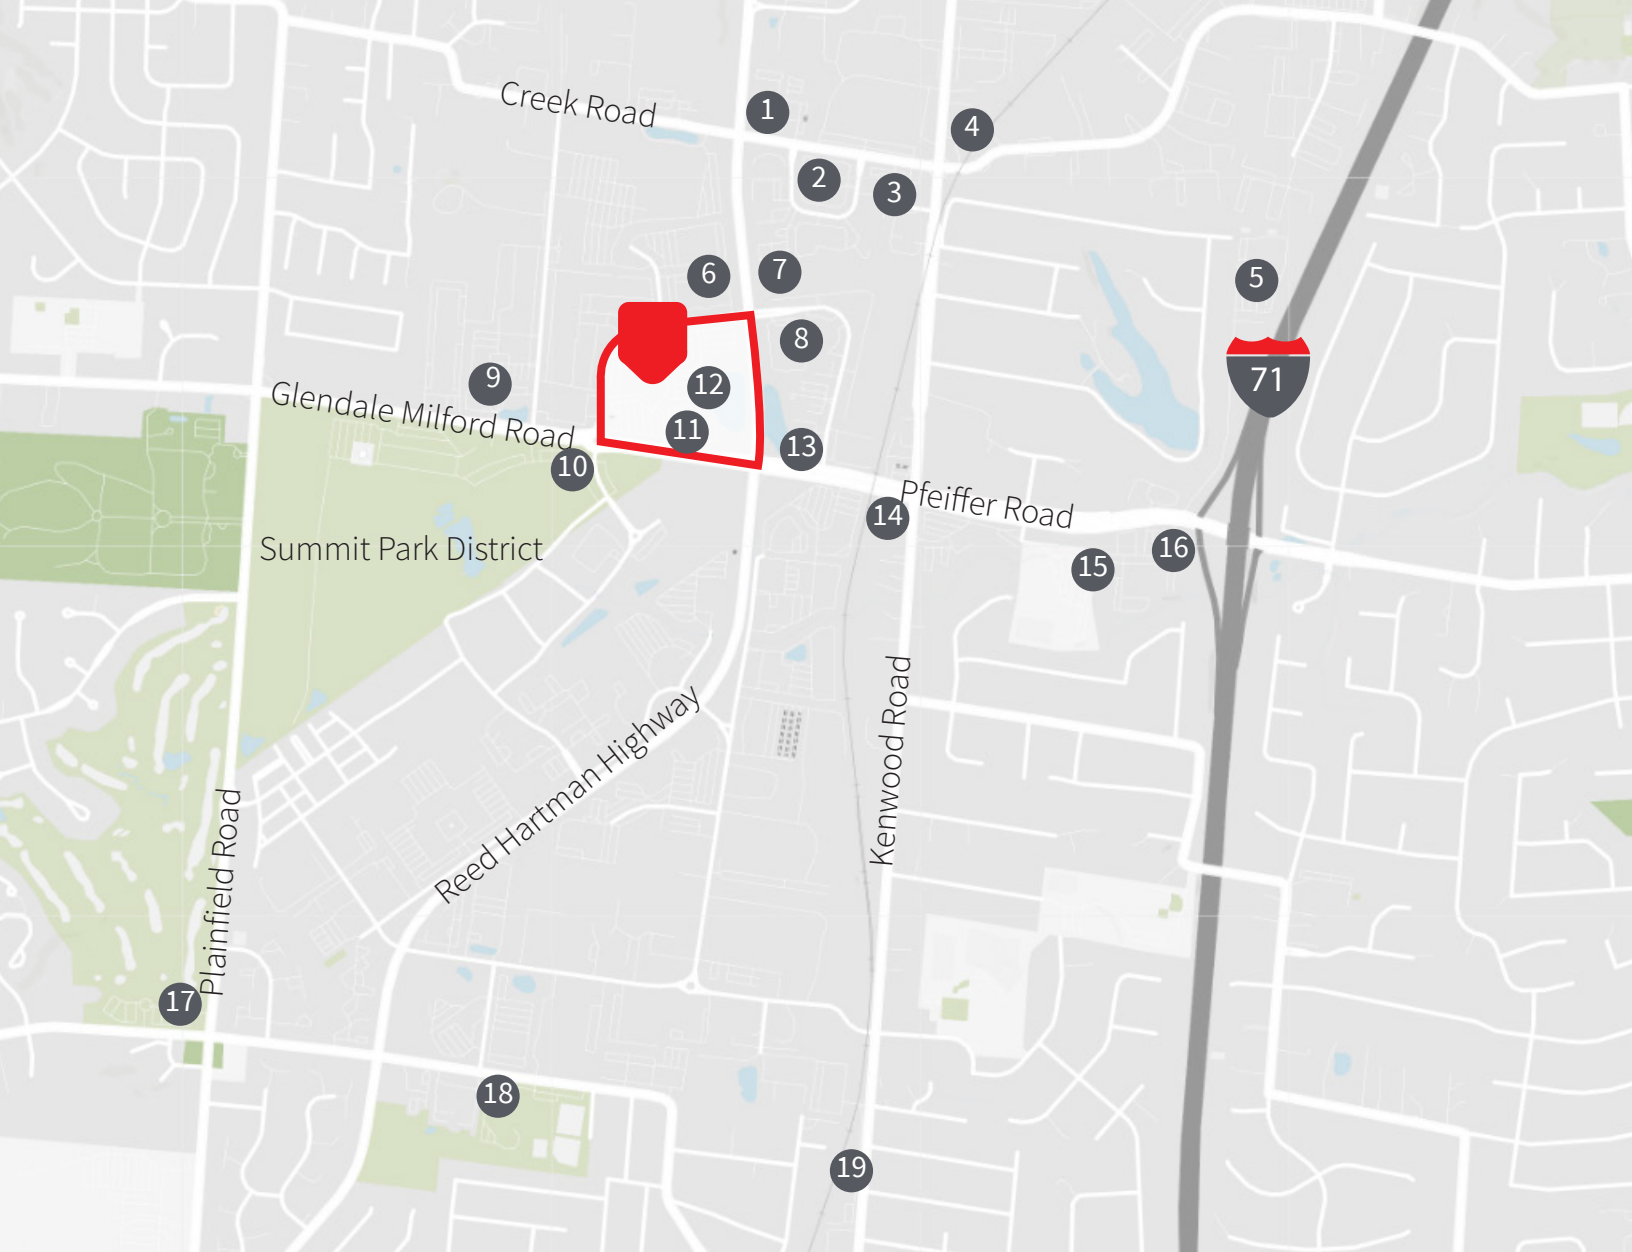 Creek Road
1
4
2
3
6
7
5
8
71
9
12
Glendale Milford Road
11
10
13
Pfeiffer Road
14
Summit Park District
16
15
Kenwood Road
Reed Hartman Highway
Plainfield Road
17
18
19